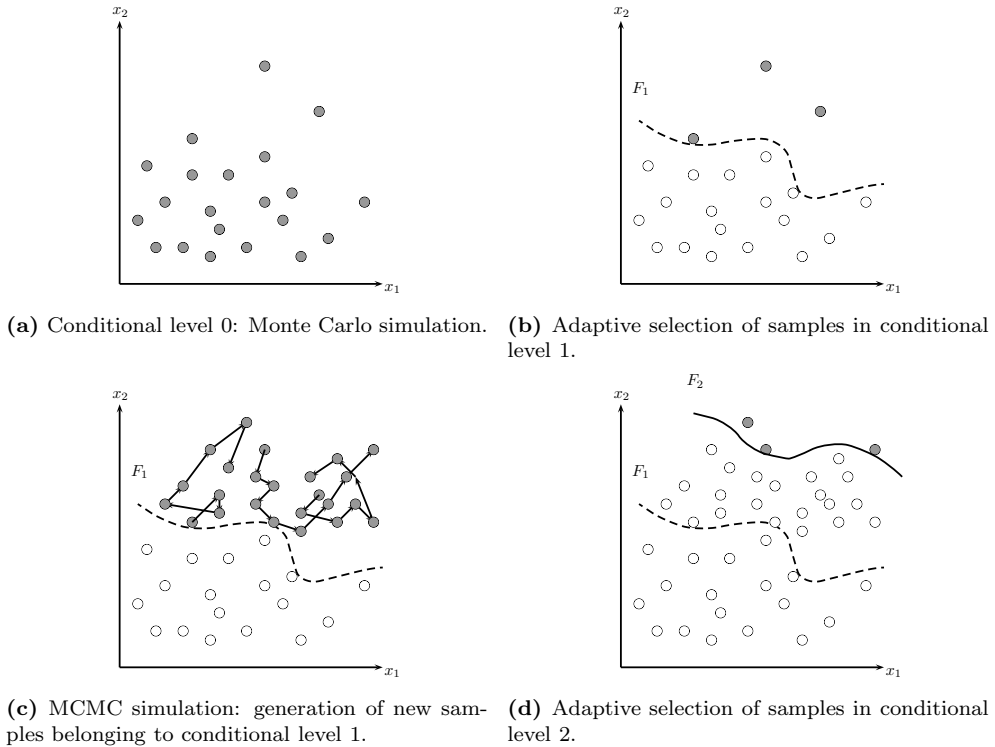 x2
x1
(a) Conditional level 0: Monte Carlo simulation.
x2
F1
x1
(b) Adaptive selection of samples in conditional
level 1.
x2
F1
x1
(c) MCMC simulation: generation of new sam-
ples belonging to conditional level 1.
F2
x2
F1
x1
(d) Adaptive selection of samples in conditional
level 2.